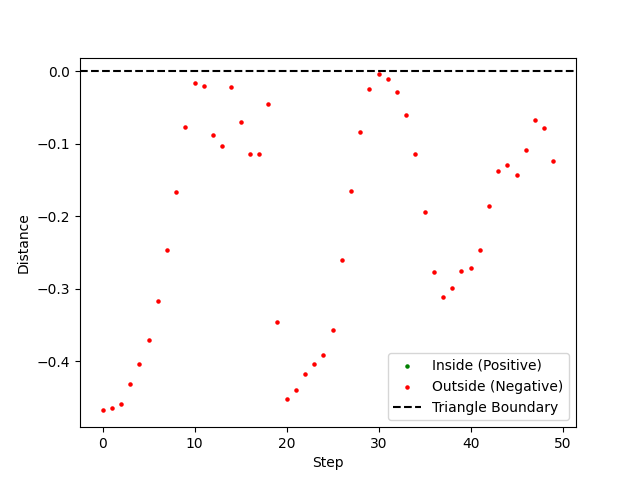 0.0
−0.1
−0.2
−0.3
−0.4
Distance
Inside (Positive)
Outside (Negative)
Triangle Boundary
0 10 20 30 40 50
Step